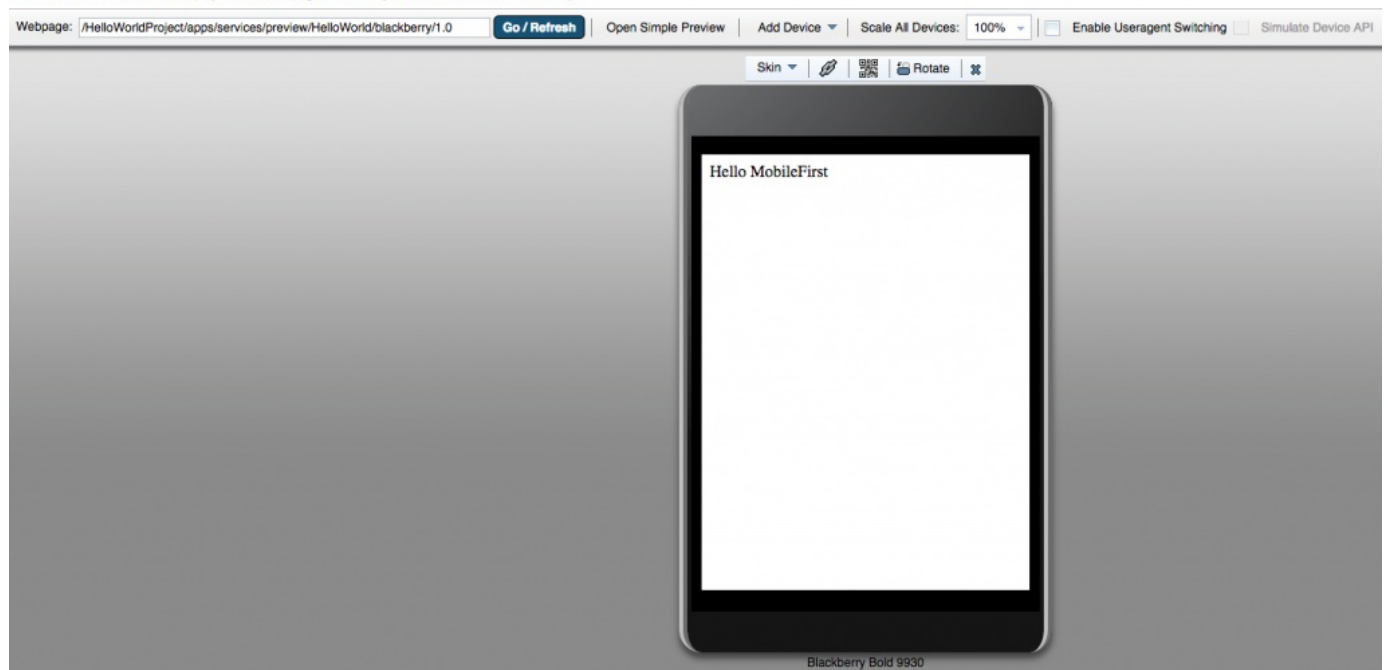 Webpage: /HelloWorldProject/apps/services/preview/HelloWorld/blackberry/1.0 Go / Refresh Open Simple Preview Add Device Scale All Devices: 100% Enable Useragent Switching Simulate Device API
Skin Rotate
Hello MobileFirst
Blackberry Bold 9930